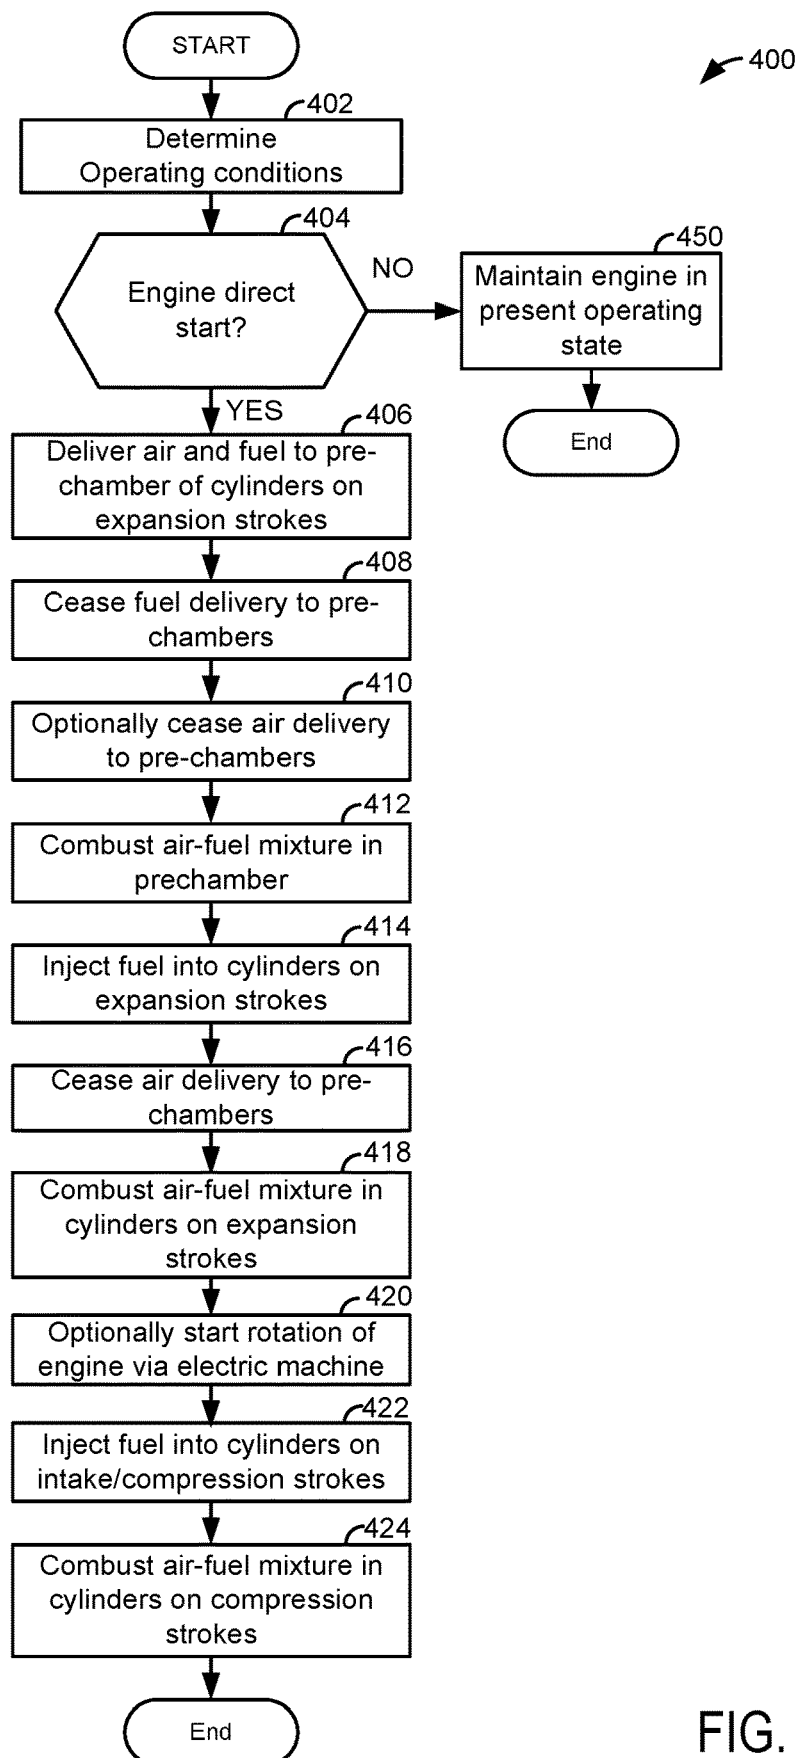 START
400
402
Determine
Operating conditions
404
Engine direct
start?
NO
450
Maintain engine in
present operating
state
End
YES
406
Deliver air and fuel to pre-
chamber of cylinders on
expansion strokes
408
Cease fuel delivery to pre-
chambers
410
Optionally cease air delivery
to pre-chambers
412
Combust air-fuel mixture in
prechamber
414
Inject fuel into cylinders on
expansion strokes
416
Cease air delivery to pre-
chambers
418
Combust air-fuel mixture in
cylinders on expansion
strokes
420
Optionally start rotation of
engine via electric machine
422
Inject fuel into cylinders on
intake/compression strokes
424
Combust air-fuel mixture in
cylinders on compression
strokes
End
FIG.